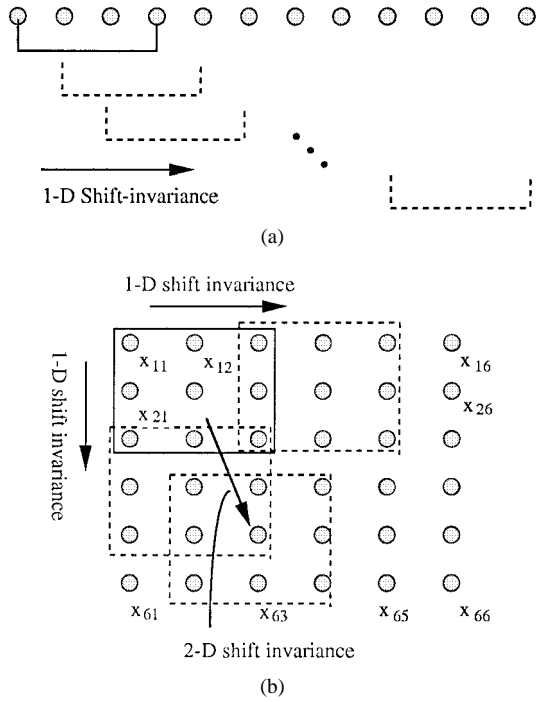 1-D Shift-invariance
(a)
1-D shift invariance
1-D shift invariance
x11 x12 x16
x21 x26
x61 x63 x65 x66
2-D shift invariance
(b)